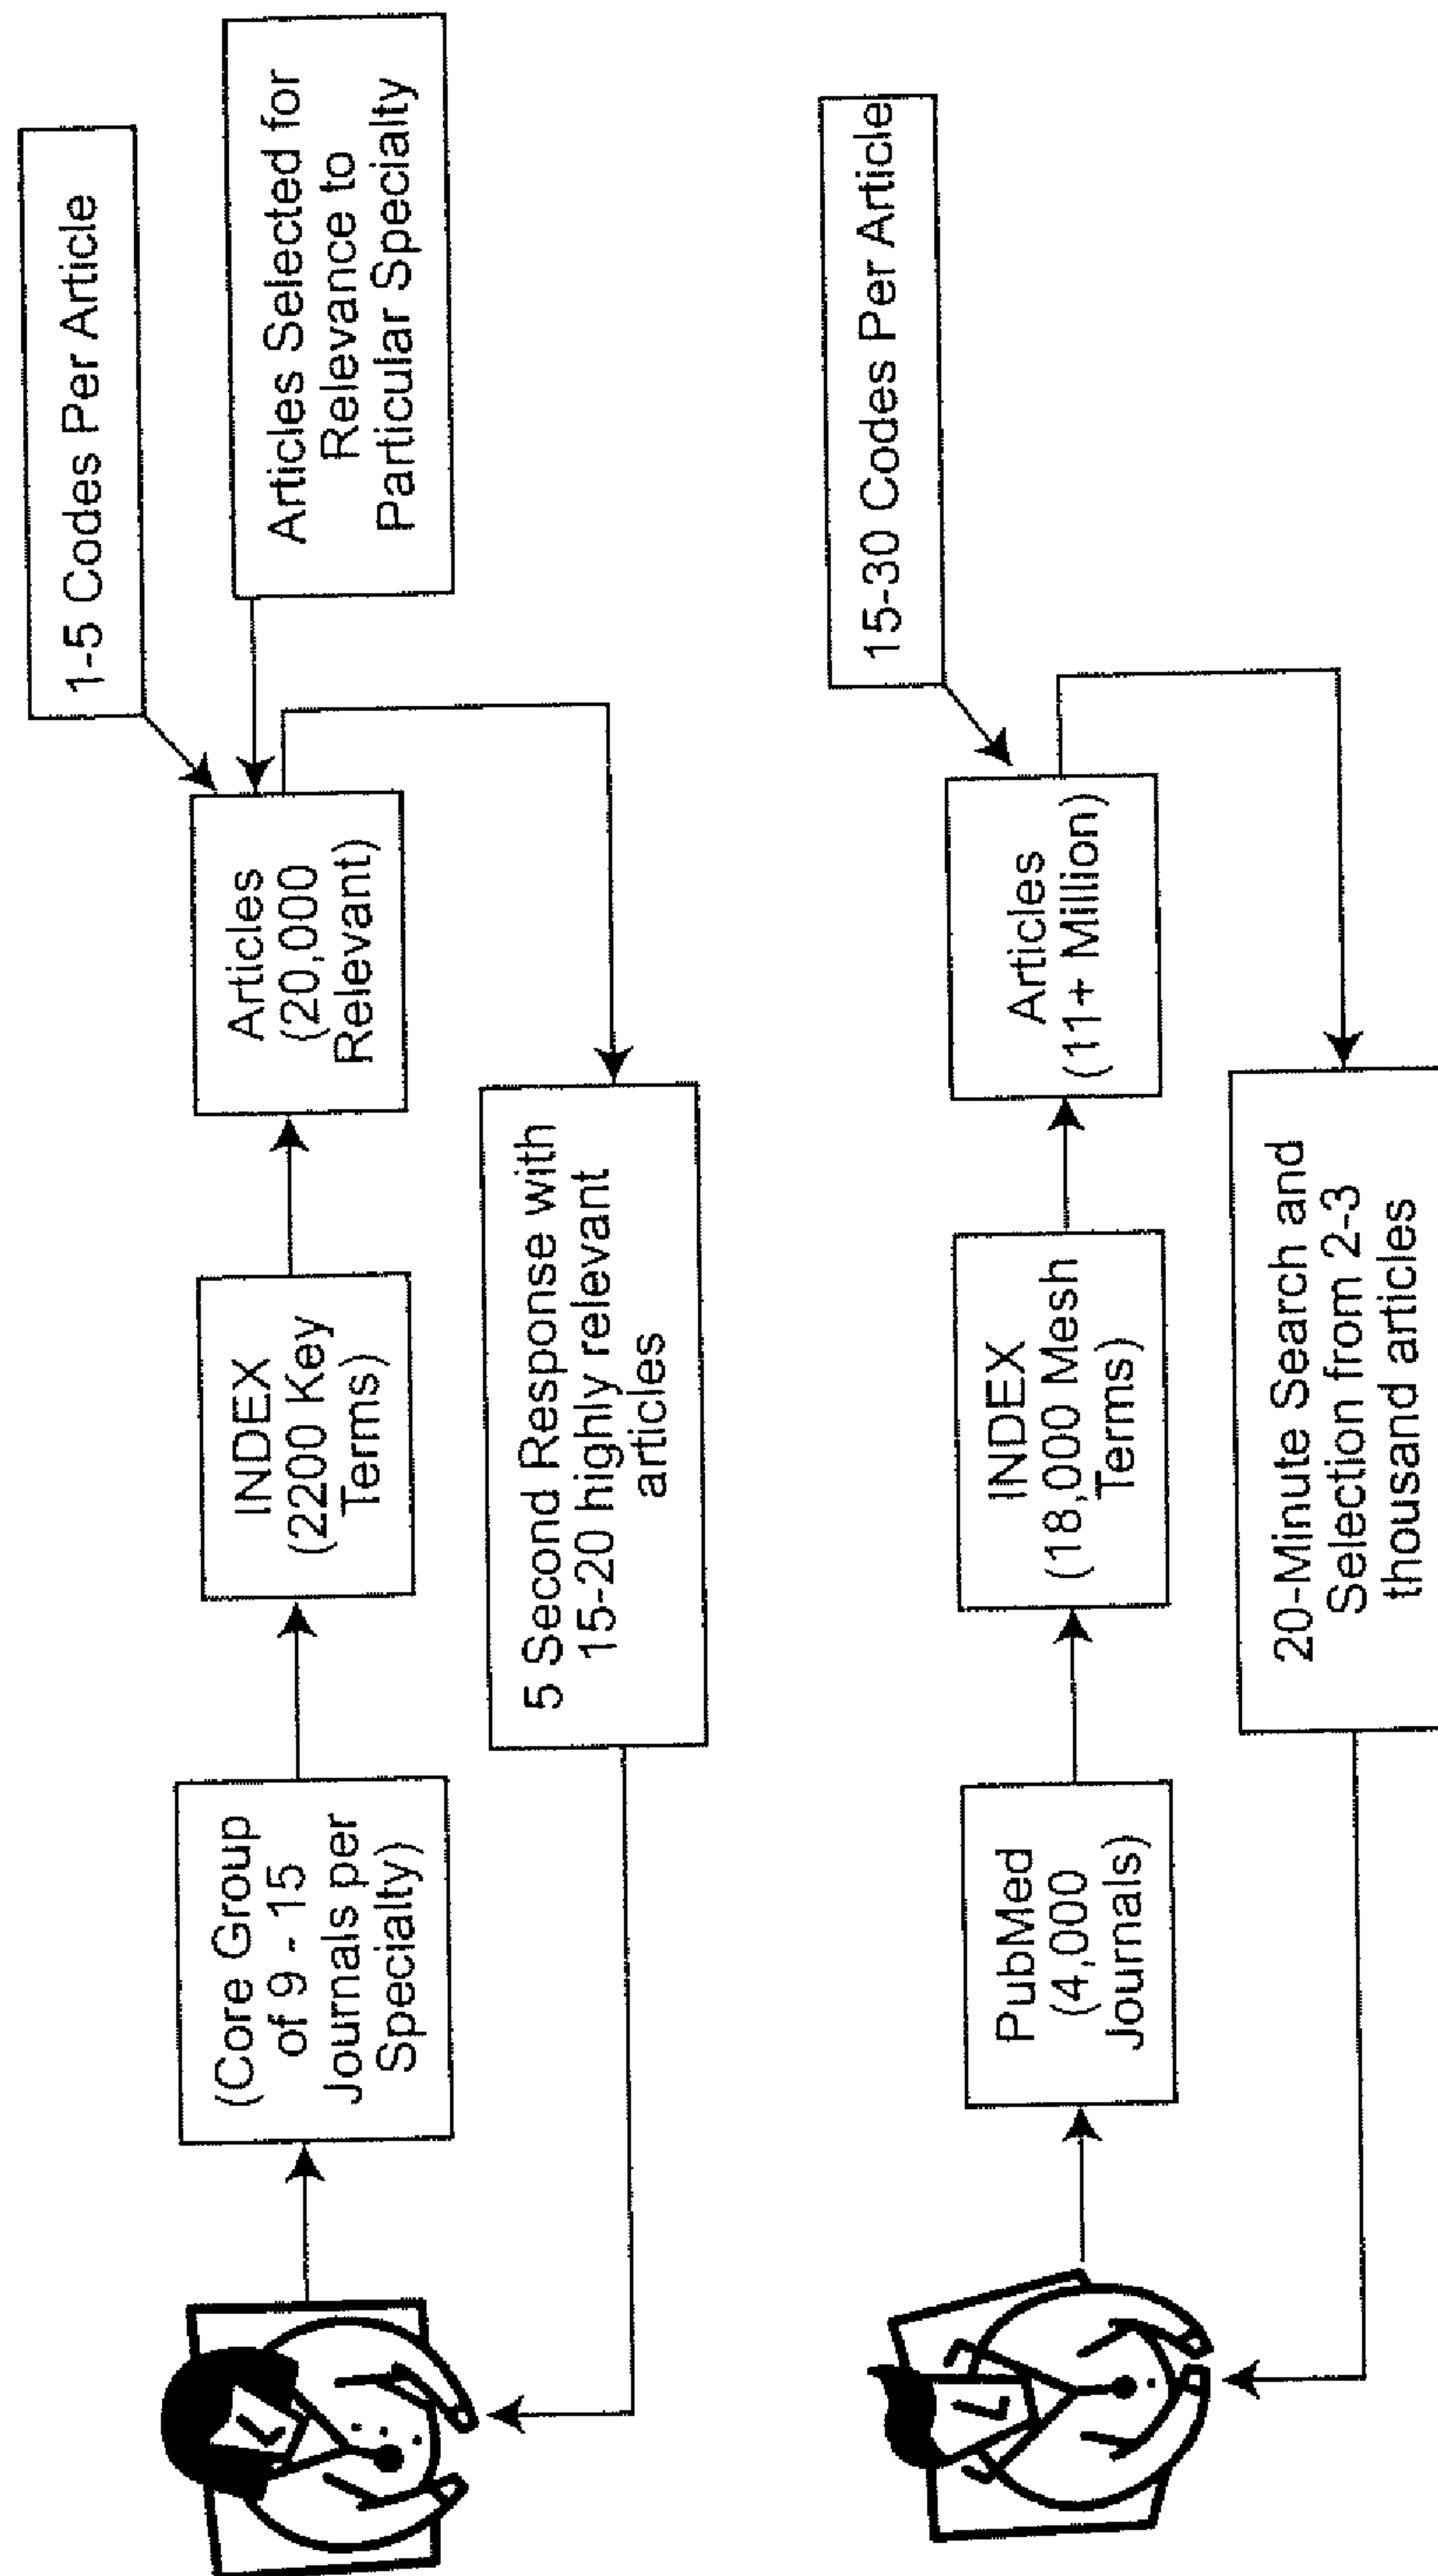 1-5 Codes Per Article
Articles Selected for
Relevance to
Particular Specialty
(Core Group
of 9 - 15
Journals per
Specialty)
INDEX
(2200 Key
Terms)
Articles
(20,000
Relevant)
5 Second Response with
15-20 highly relevant
articles
15-30 Codes Per Article
PubMed
(4,000
Journals)
INDEX
(18,000 Mesh
Terms)
Articles
(11+ Million)
20-Minute Search and
Selection from 2-3
thousand articles